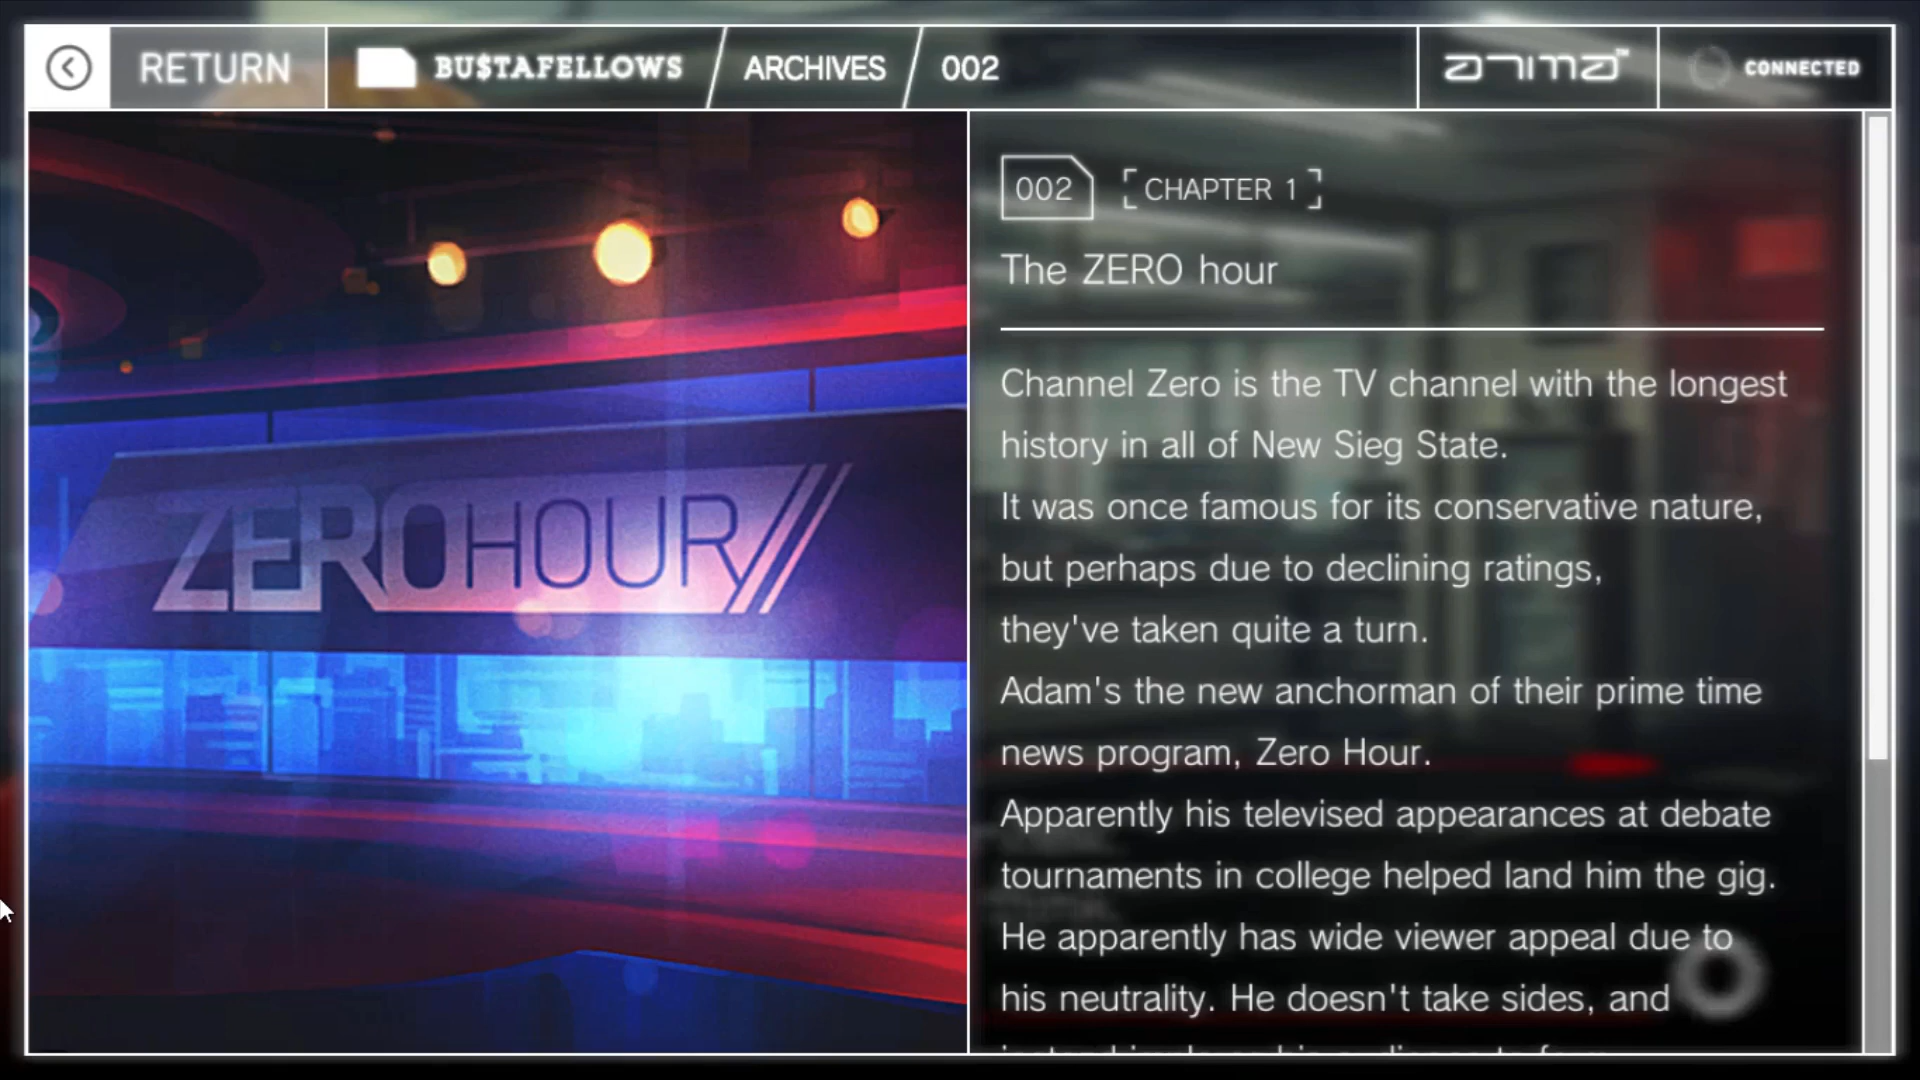 RETURN
BU$TAFELLOWS
ARCHIVES
002
anima™
CONNECTED
ZEROHOUR//
002
[CHAPTER 1]
The ZERO hour
Channel Zero is the TV channel with the longest
history in all of New Sieg State.
It was once famous for its conservative nature,
but perhaps due to declining ratings,
they've taken quite a turn.
Adam's the new anchorman of their prime time
news program, Zero Hour.
Apparently his televised appearances at debate
tournaments in college helped land him the gig.
He apparently has wide viewer appeal due to
his neutrality. He doesn't take sides, and